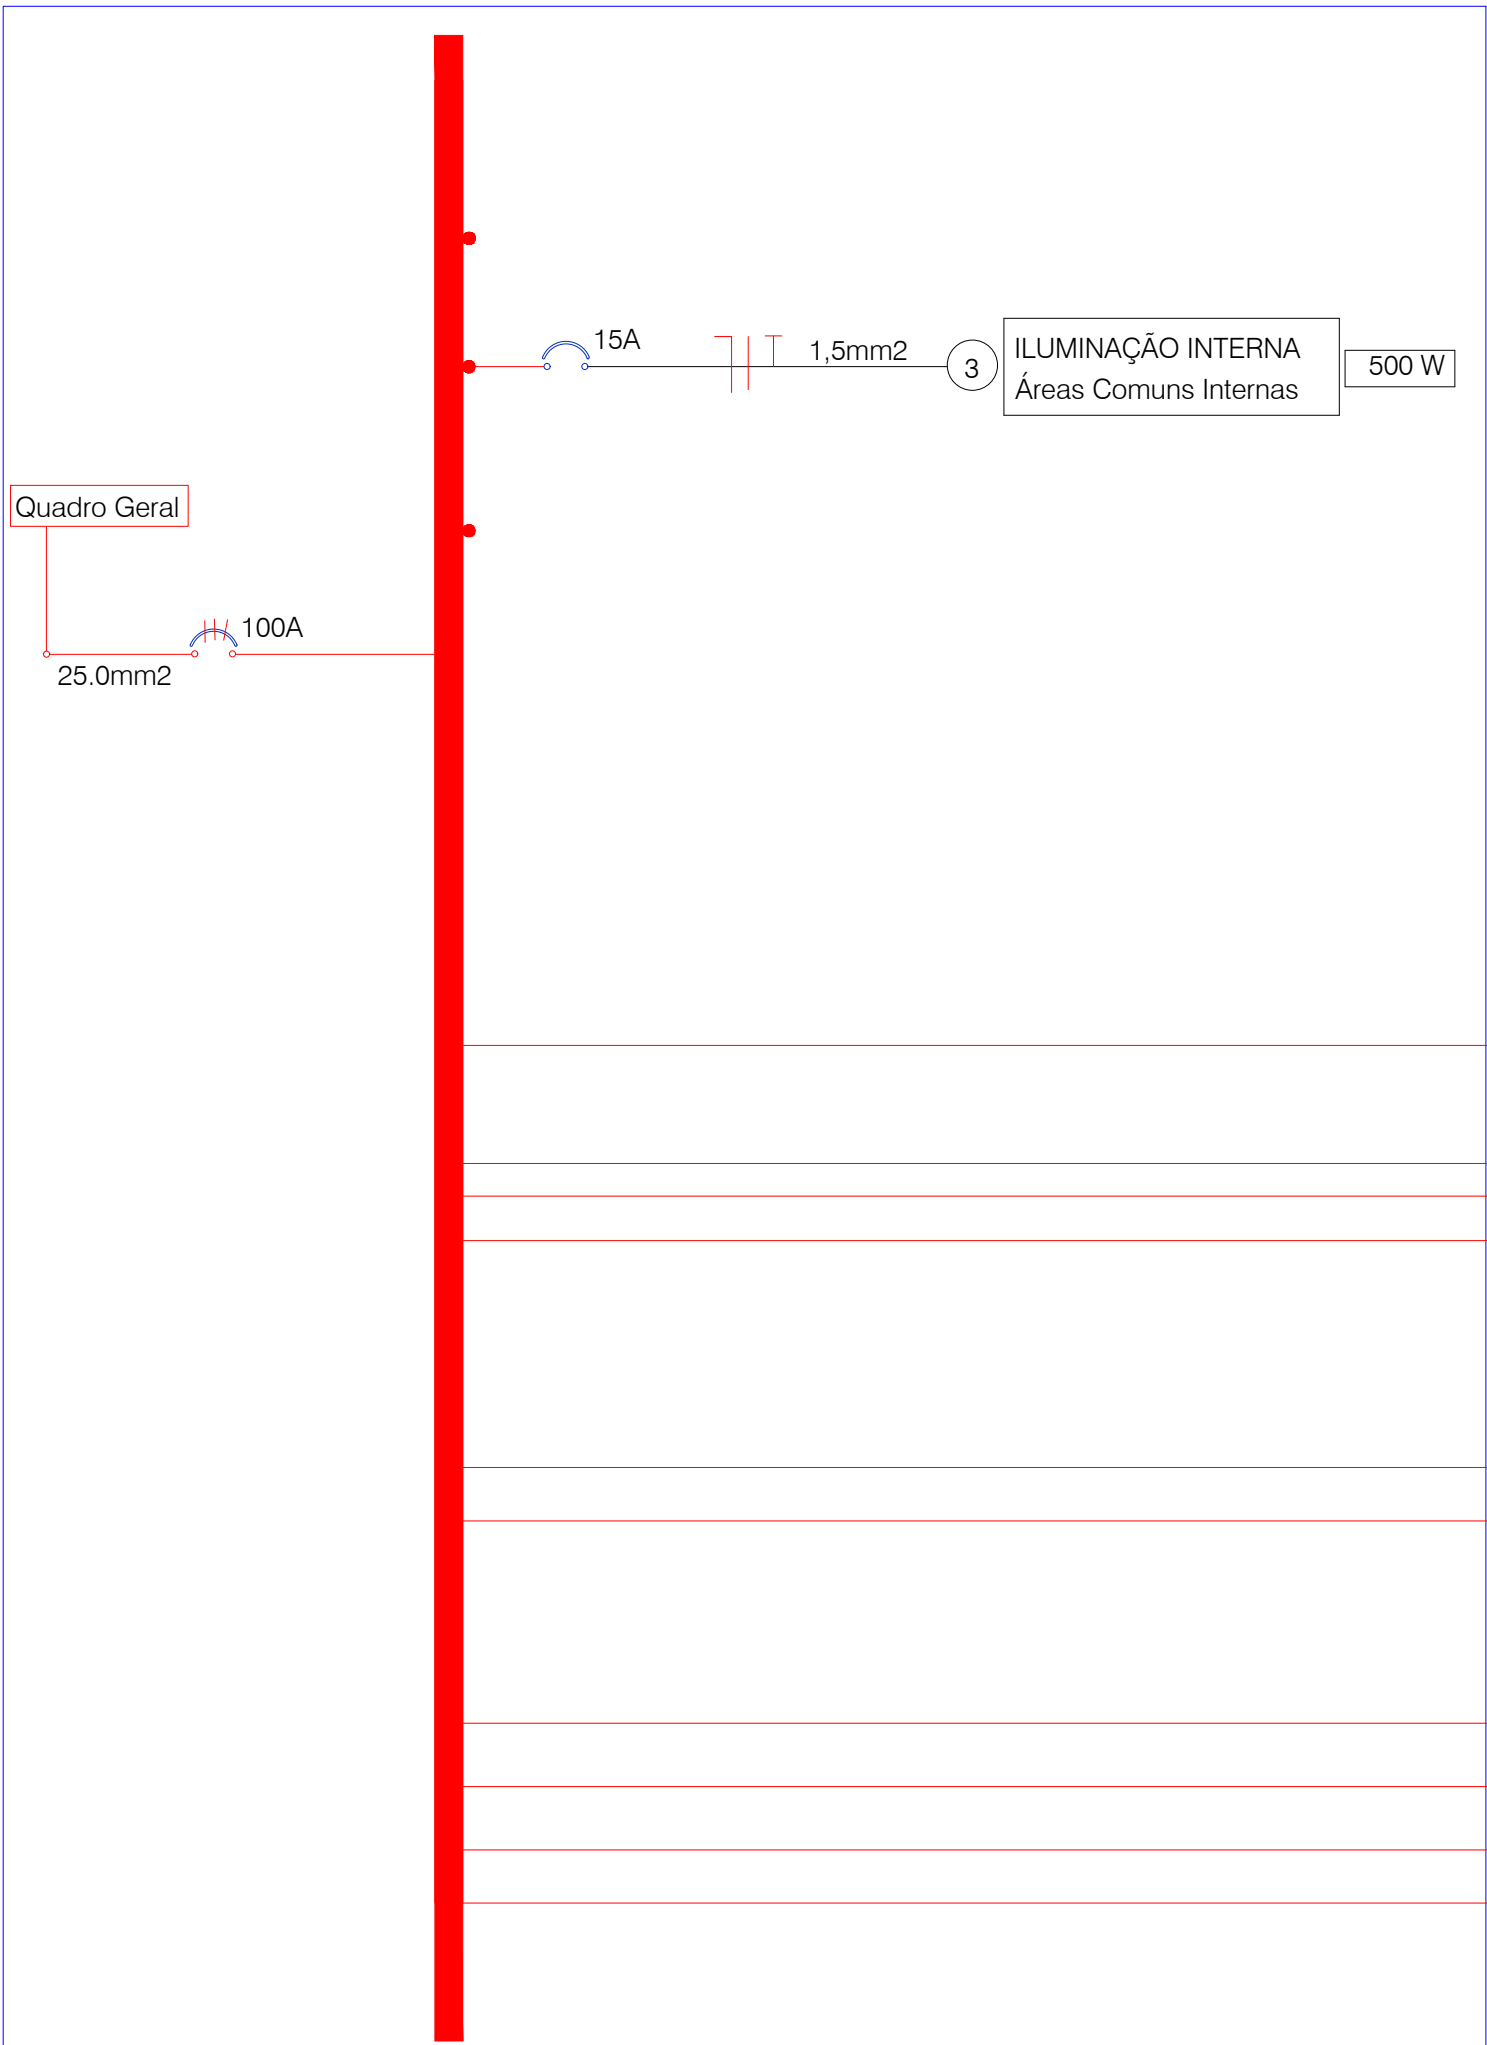 15A
1,5mm2
3
ILUMINAÇÃO INTERNA
Áreas Comuns Internas
500 W
Quadro Geral
100A
25.0mm2